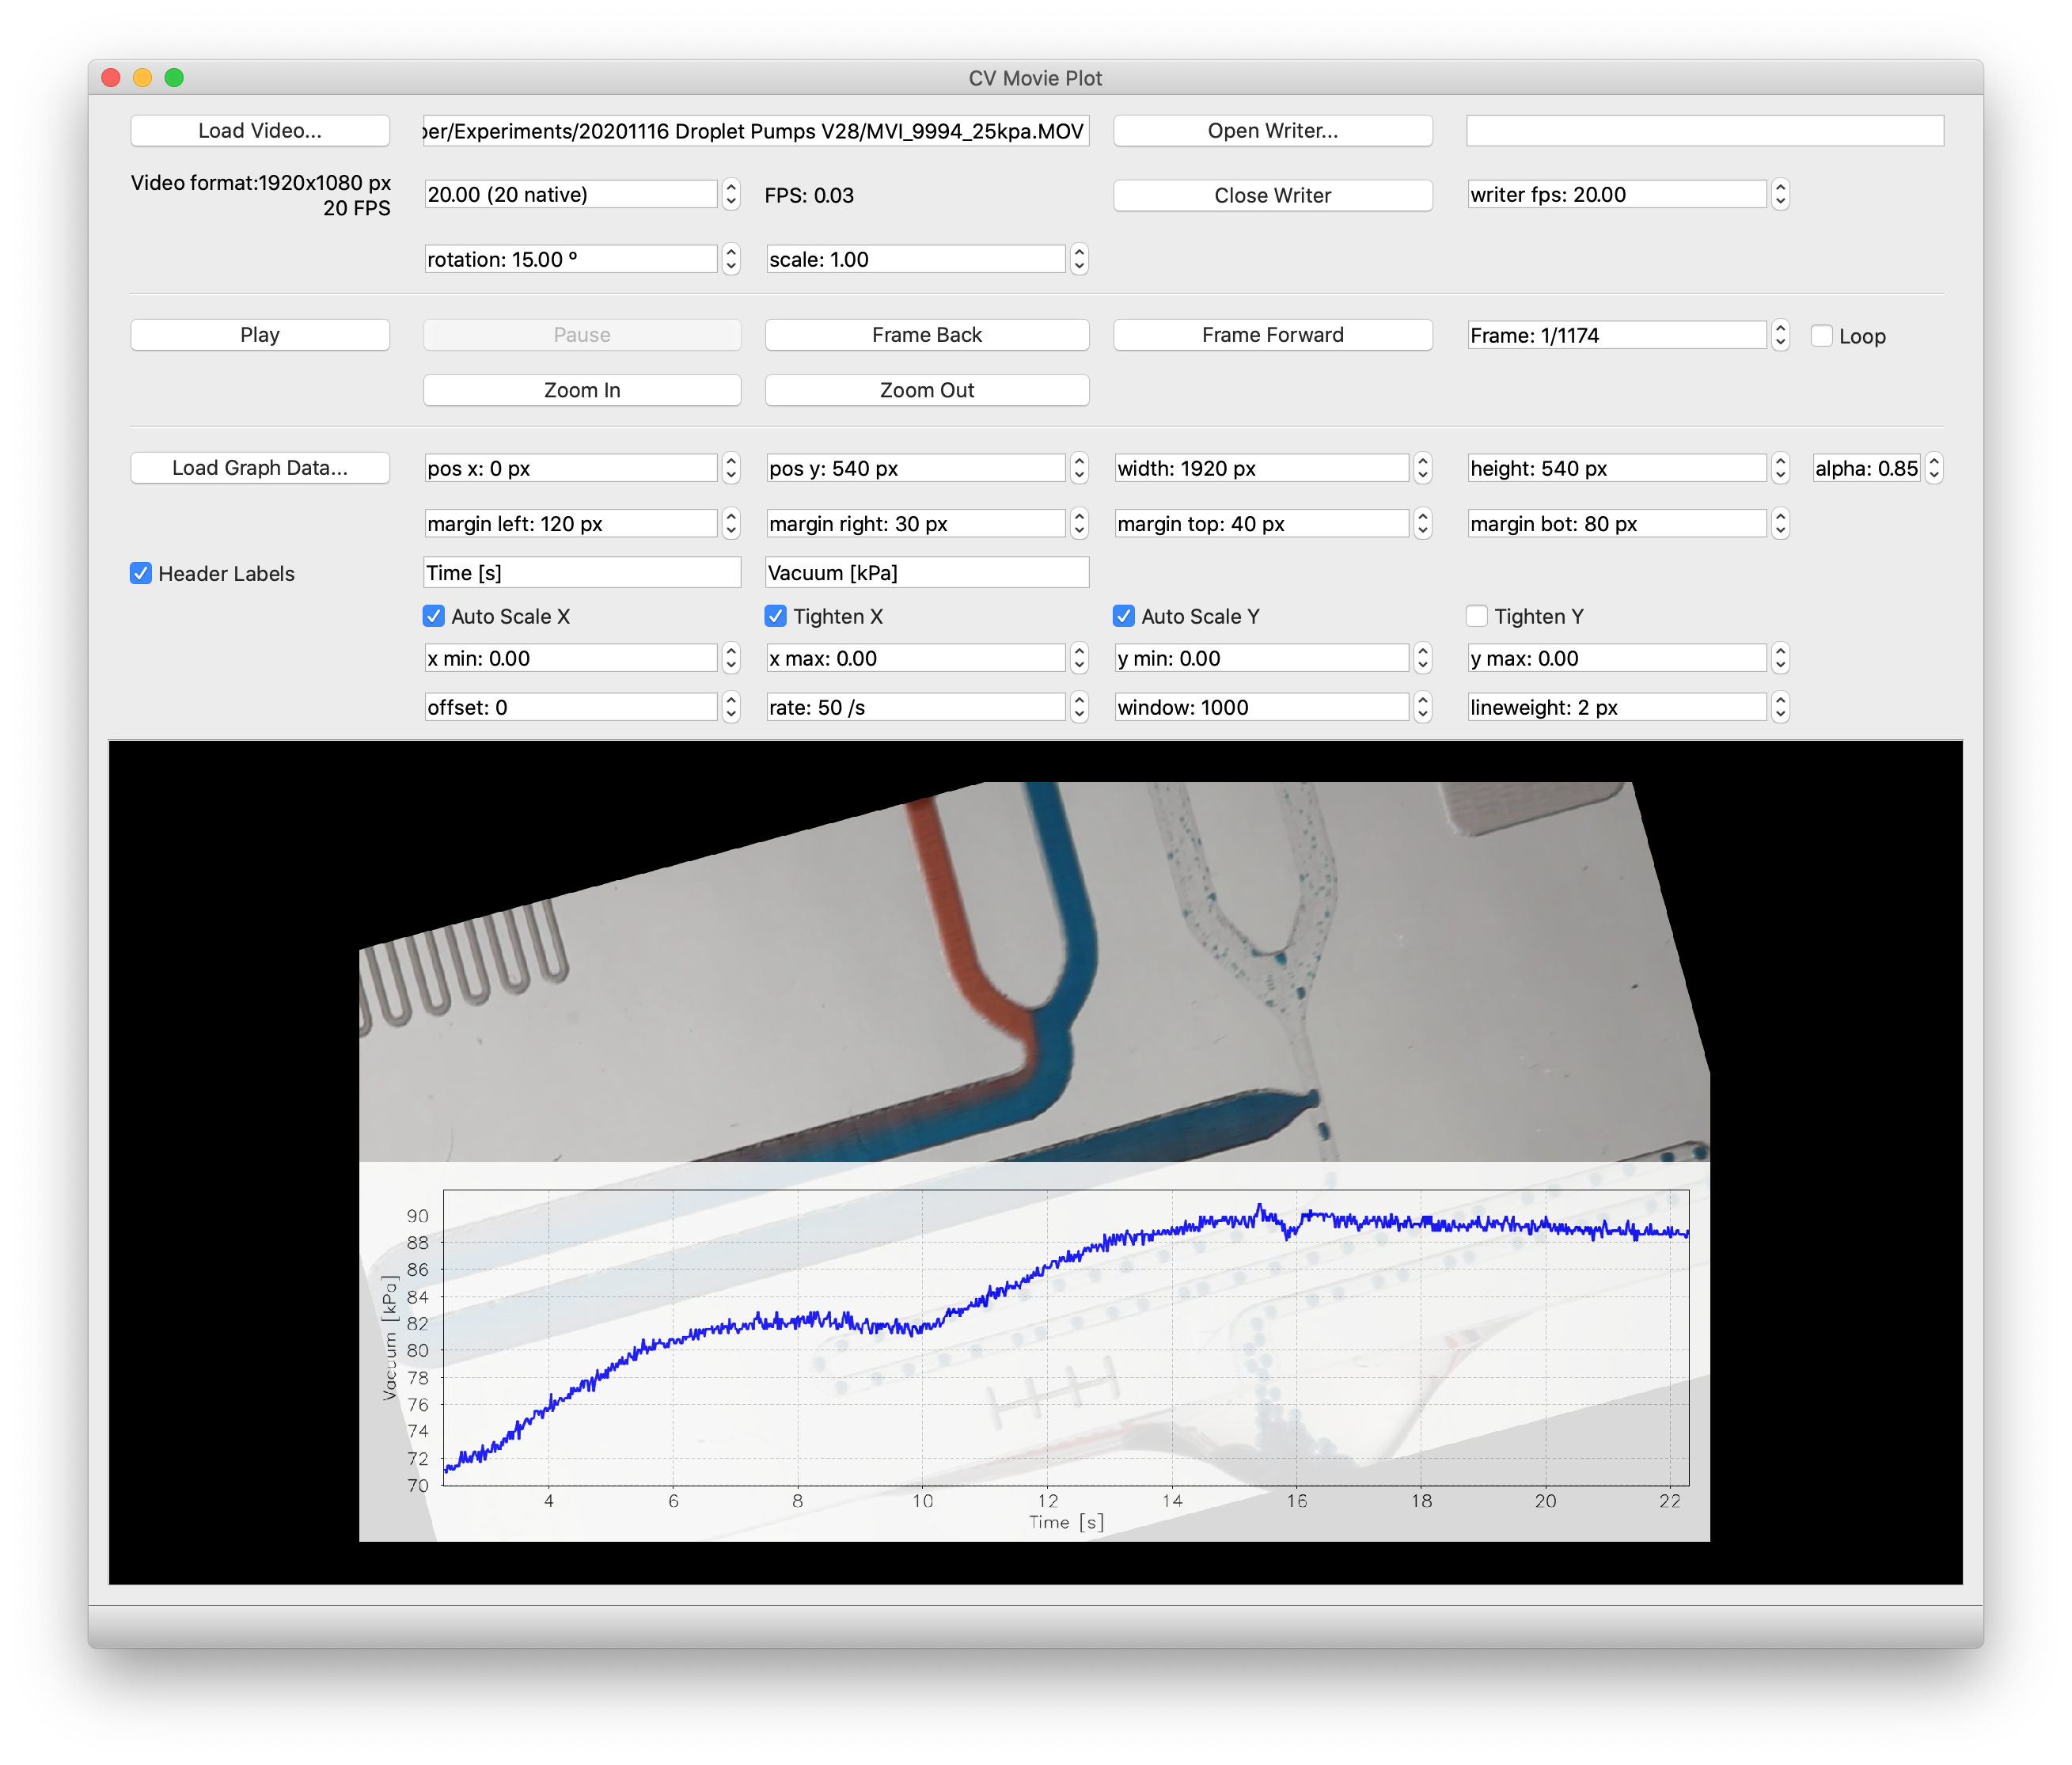 CV Movie Plot
Load Video...
per/Experiments/20201116 Droplet Pumps V28/MVI_9994_25kpa.MOV
Open Writer...
Video format:1920x1080 px
20 FPS
20.00 (20 native)
FPS: 0.03
Close Writer
writer fps: 20.00
rotation: 15.00 º
scale: 1.00
Play
Pause
Frame Back
Frame Forward
Frame: 1/1174
Loop
Zoom In
Zoom Out
Load Graph Data...
pos x: 0 px
pos y: 540 px
width: 1920 px
height: 540 px
alpha: 0.85
margin left: 120 px
margin right: 30 px
margin top: 40 px
margin bot: 80 px
Header Labels
Time [s]
Vacuum [kPa]
Auto Scale X
Tighten X
Auto Scale Y
Tighten Y
x min: 0.00
x max: 0.00
y min: 0.00
y max: 0.00
offset: 0
rate: 50 /s
window: 1000
lineweight: 2 px
90
88
86
84
82
80
78
76
74
72
70
Vacuum [kPa]
4 6 8 10 12 14 16 18 20 22
Time [s]